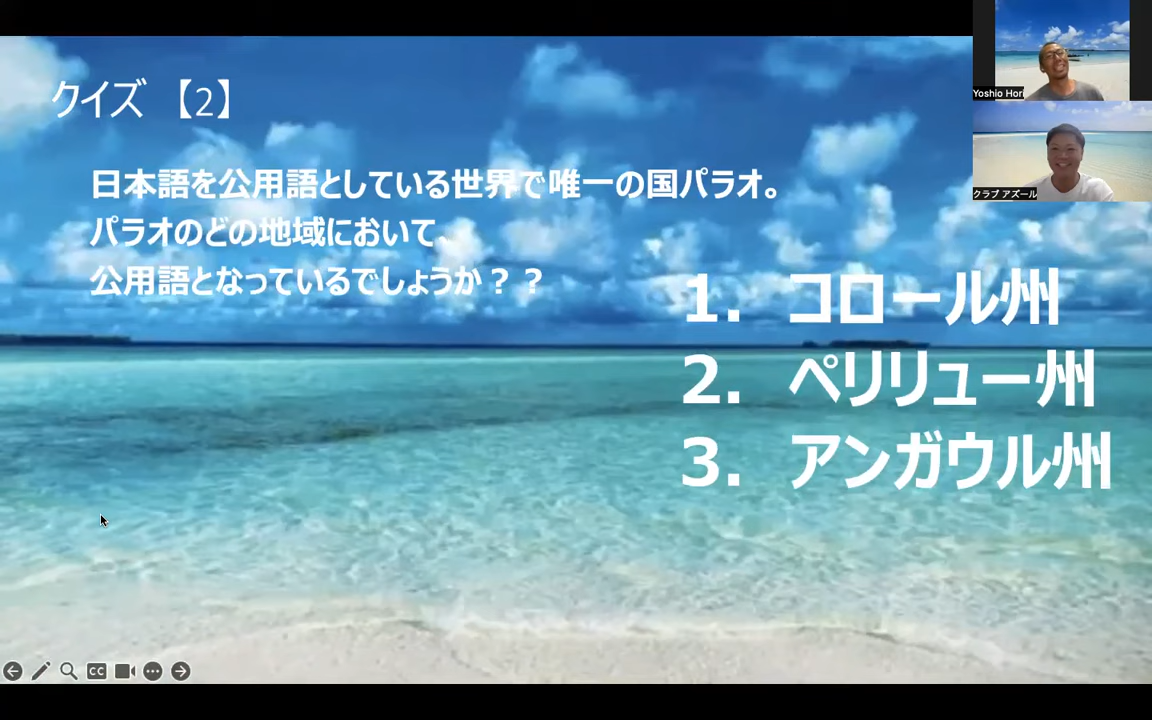 クイズ 【2】
日本語を公用語としている世界で唯一の国パラオ。
パラオのどの地域において、
公用語となっているでしょうか？？
1. コロール州
2. ペリリュー州
3. アンガウル州
Yoshio Hori
クラブ アズール
CC